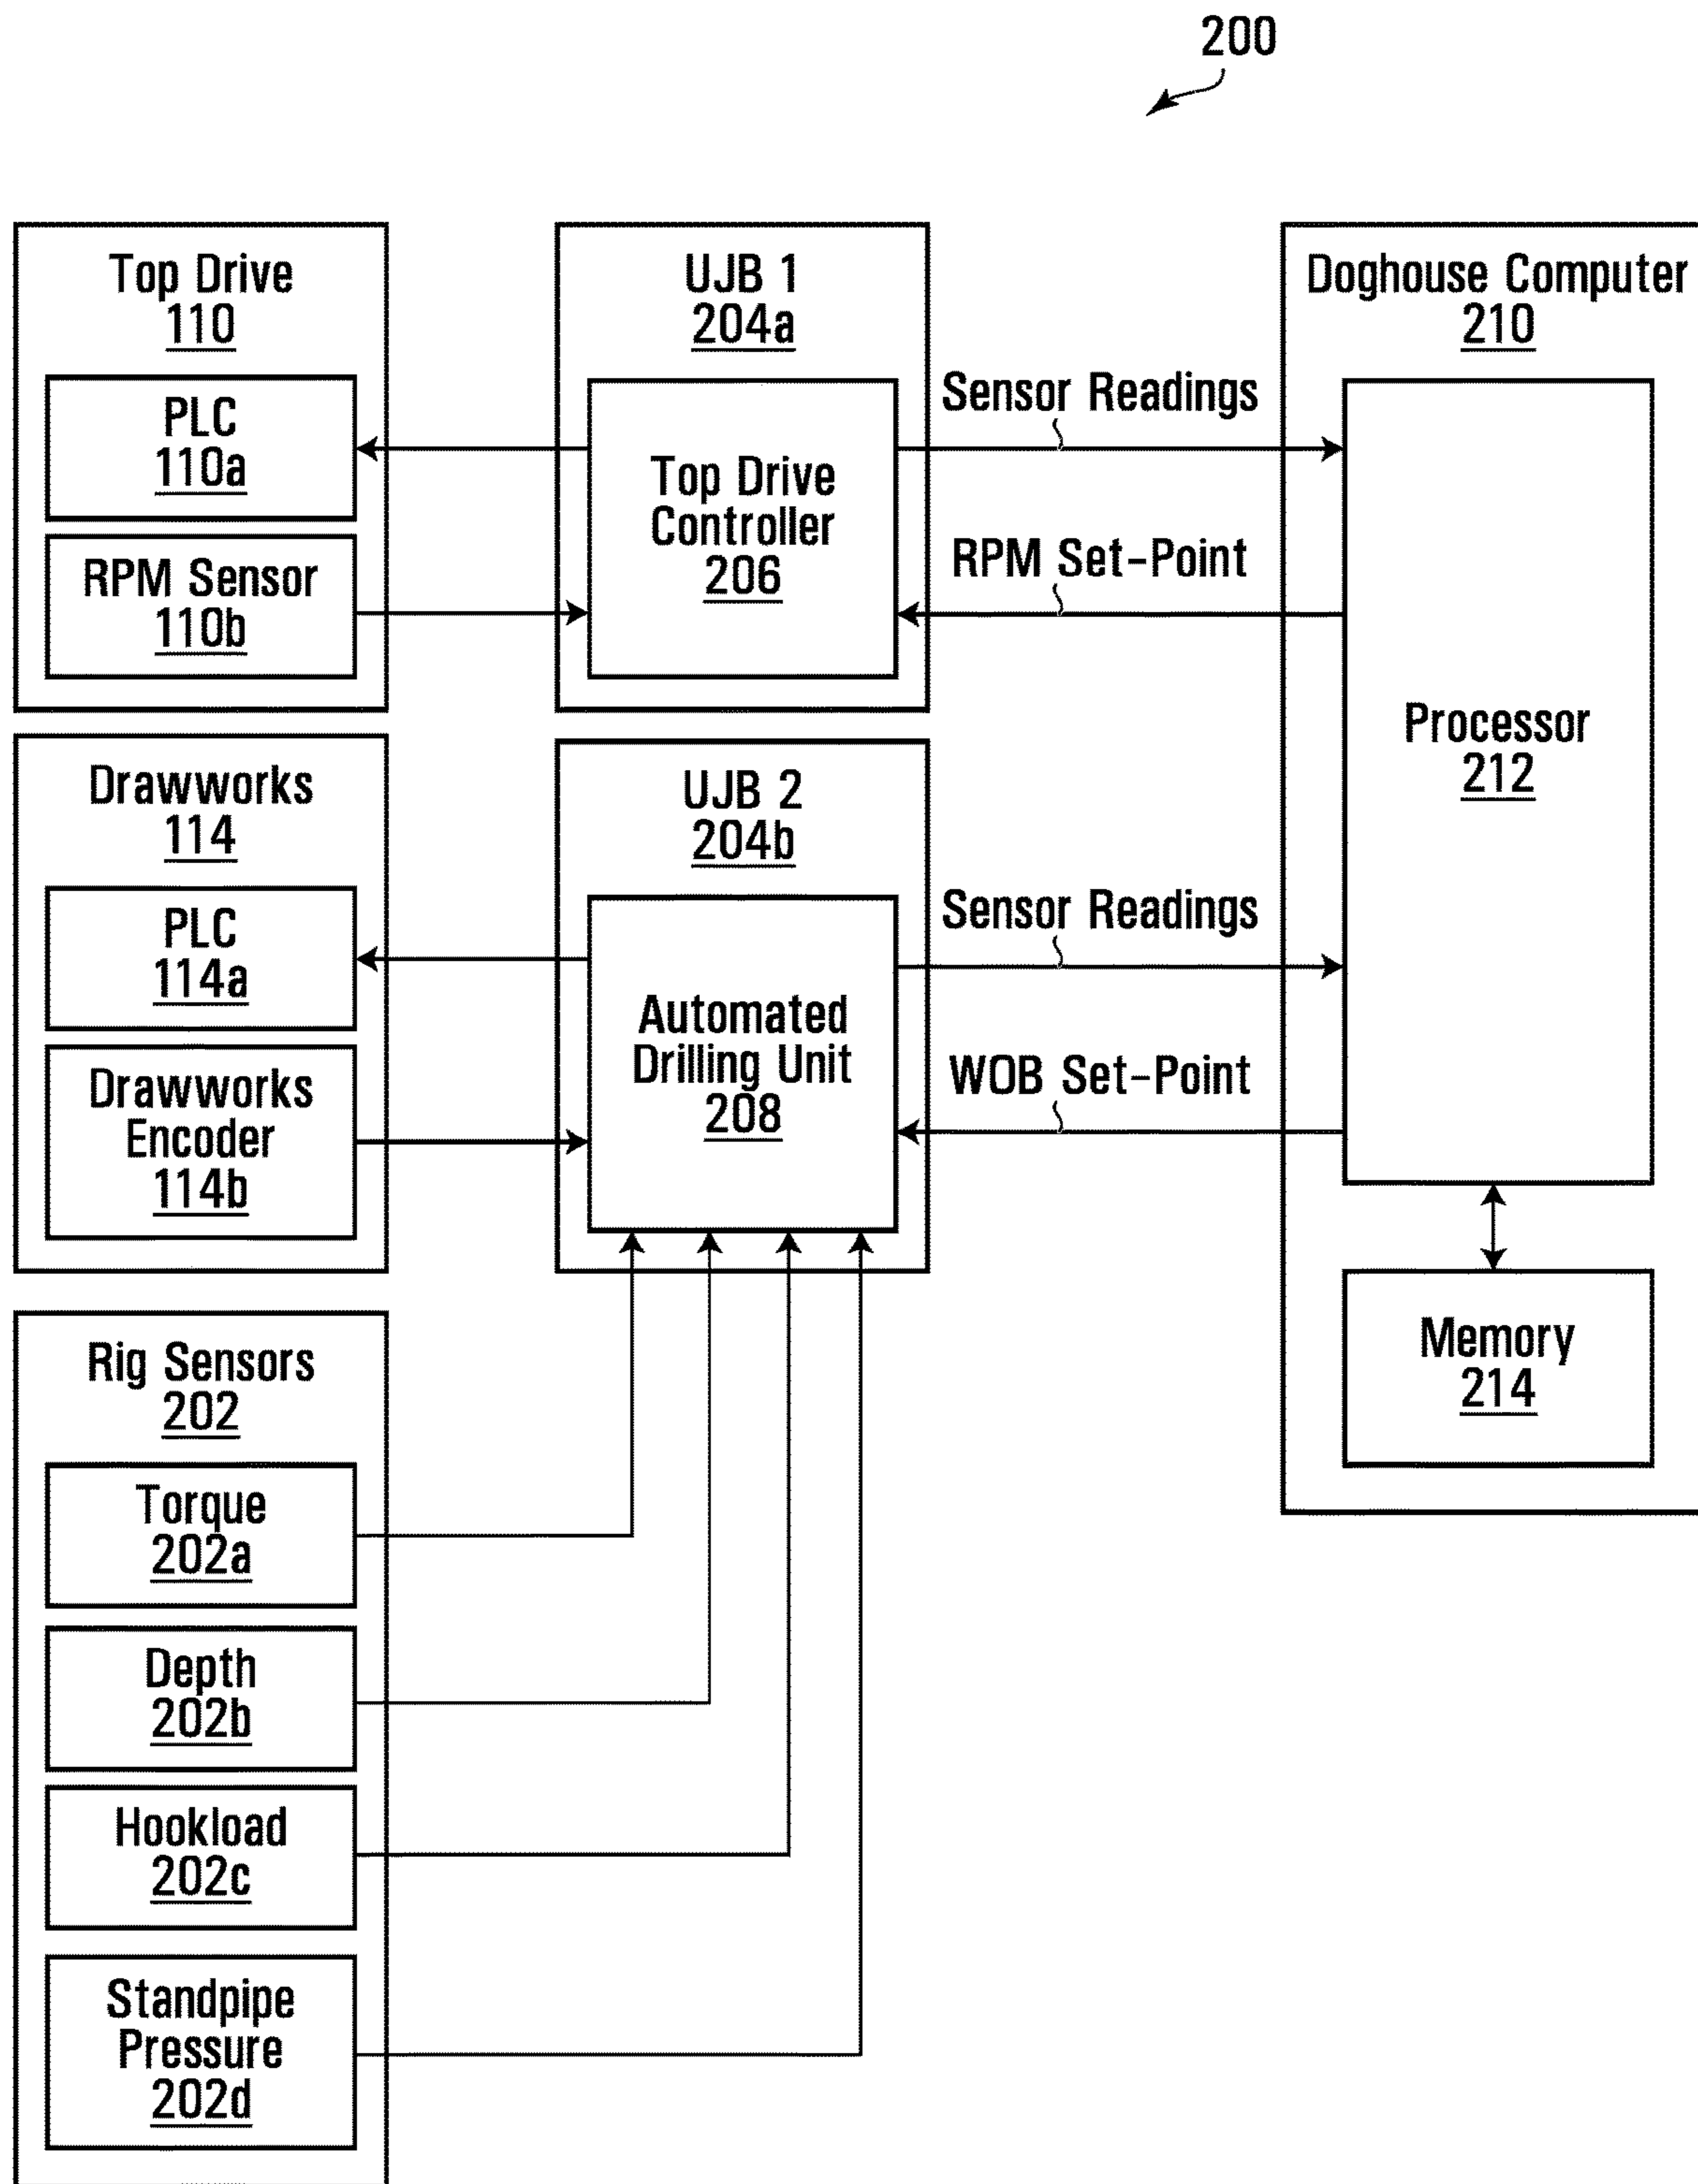 200
Top Drive
110
PLC
110a
RPM Sensor
110b
UJB 1
204a
Top Drive
Controller
206
Sensor Readings
RPM Set-Point
Doghouse Computer
210
Processor
212
Memory
214
Drawworks
114
PLC
114a
Drawworks
Encoder
114b
UJB 2
204b
Automated
Drilling Unit
208
Sensor Readings
WOB Set-Point
Rig Sensors
202
Torque
202a
Depth
202b
Hookload
202c
Standpipe
Pressure
202d